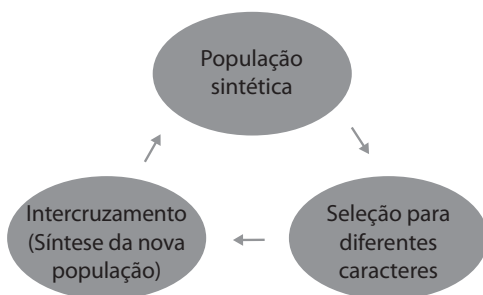 População
sintética
Intercruzamento
(Síntese da nova
população)
Seleção para
diferentes
caracteres